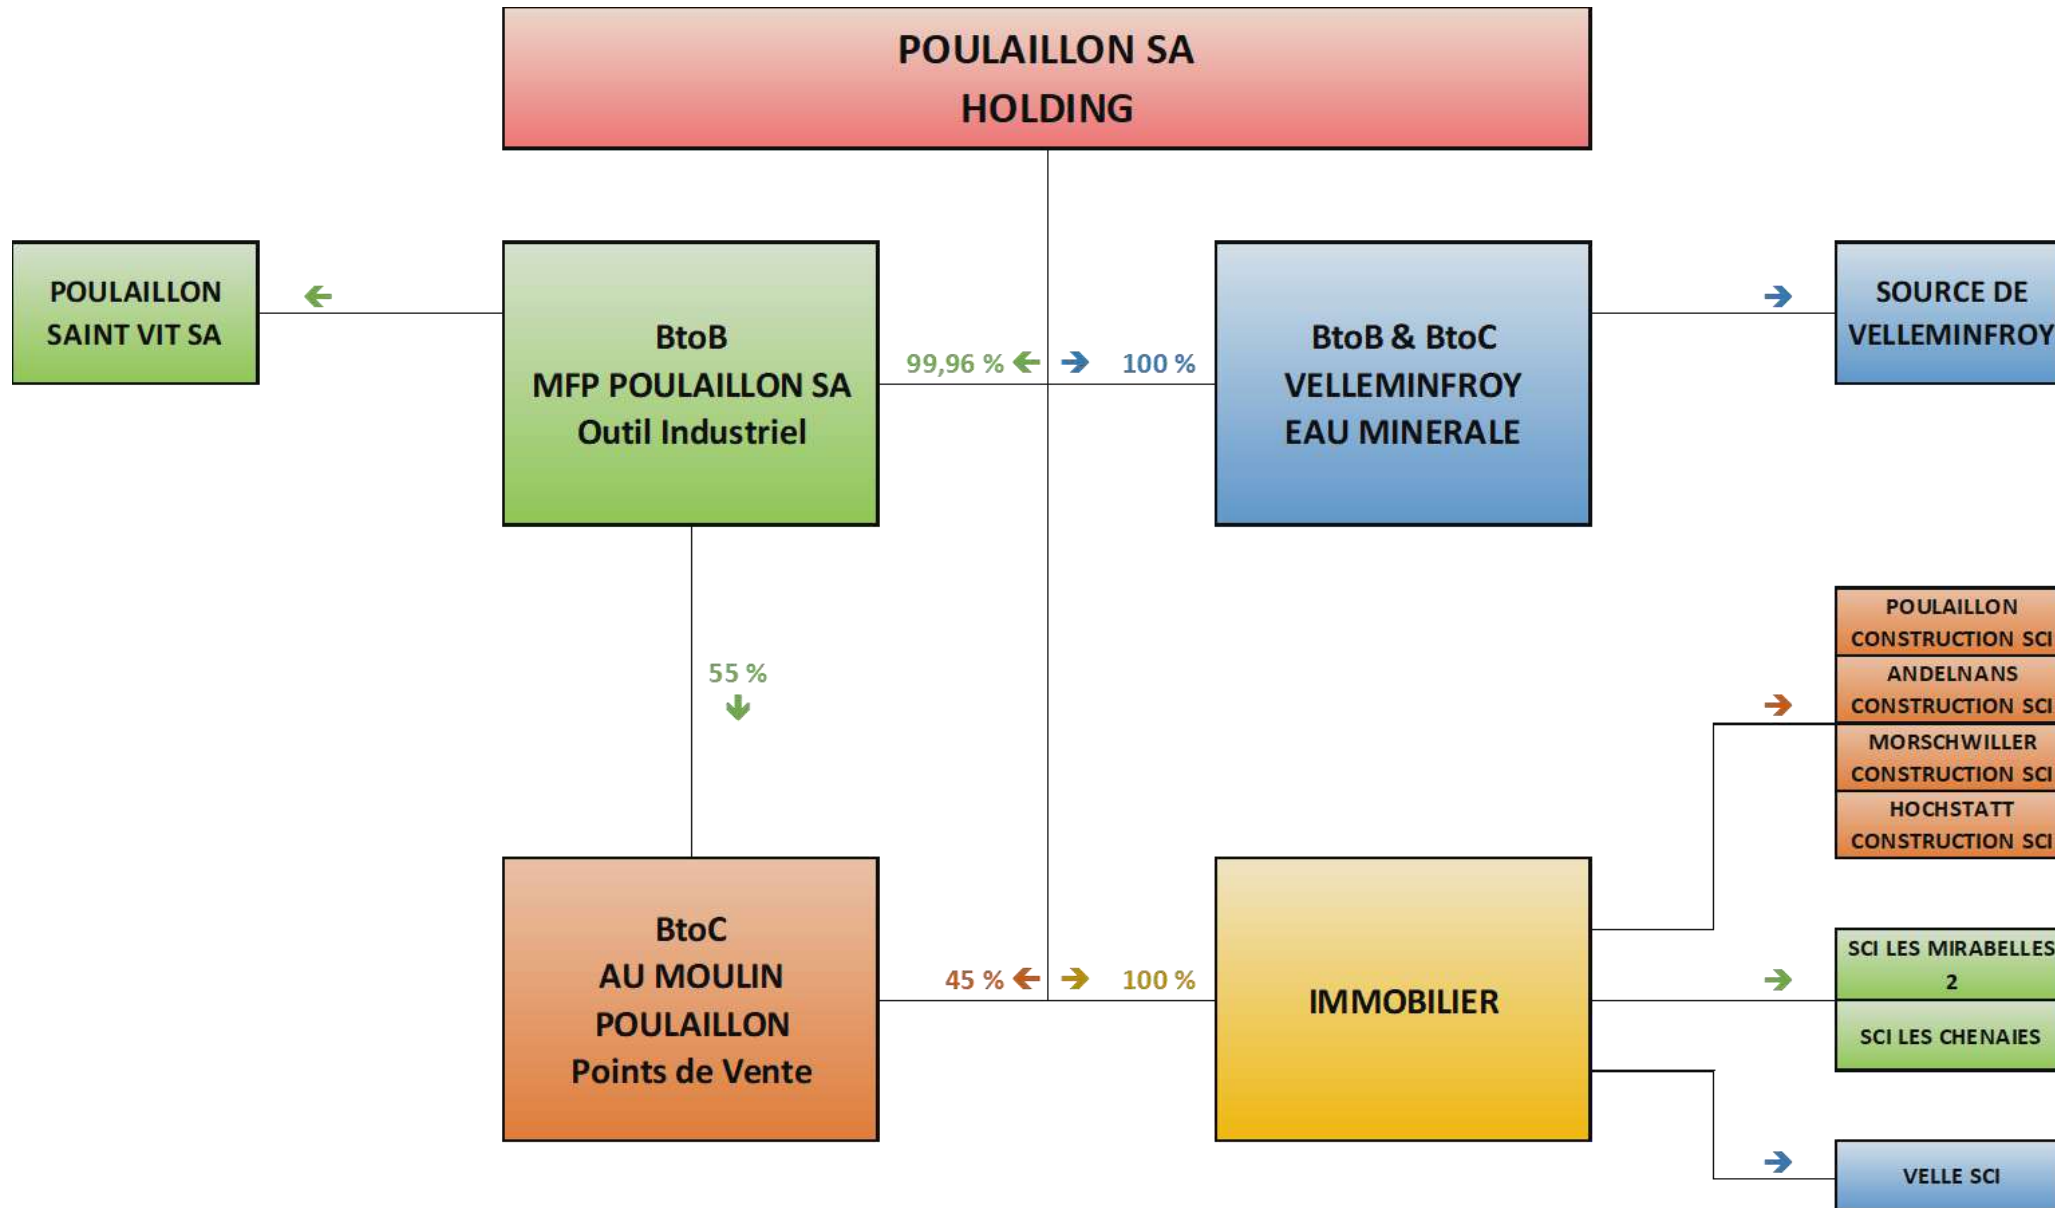 POULAILLON SA
HOLDING
POULAILLON
SAINT VIT SA
BtoB
MFP POULAILLON SA
Outil Industriel
99,96 %
100 %
BtoB & BtoC
VELLEMINFROY
EAU MINERALE
SOURCE DE
VELLEMINFROY
55 %
POULAILLON
CONSTRUCTION SCI
ANDELNANS
CONSTRUCTION SCI
MORSCHWILLER
CONSTRUCTION SCI
HOCHSTATT
CONSTRUCTION SCI
BtoC
AU MOULIN
POULAILLON
Points de Vente
45 %
100 %
IMMOBILIER
SCI LES MIRABELLES
2
SCI LES CHENAIES
VELLE SCI